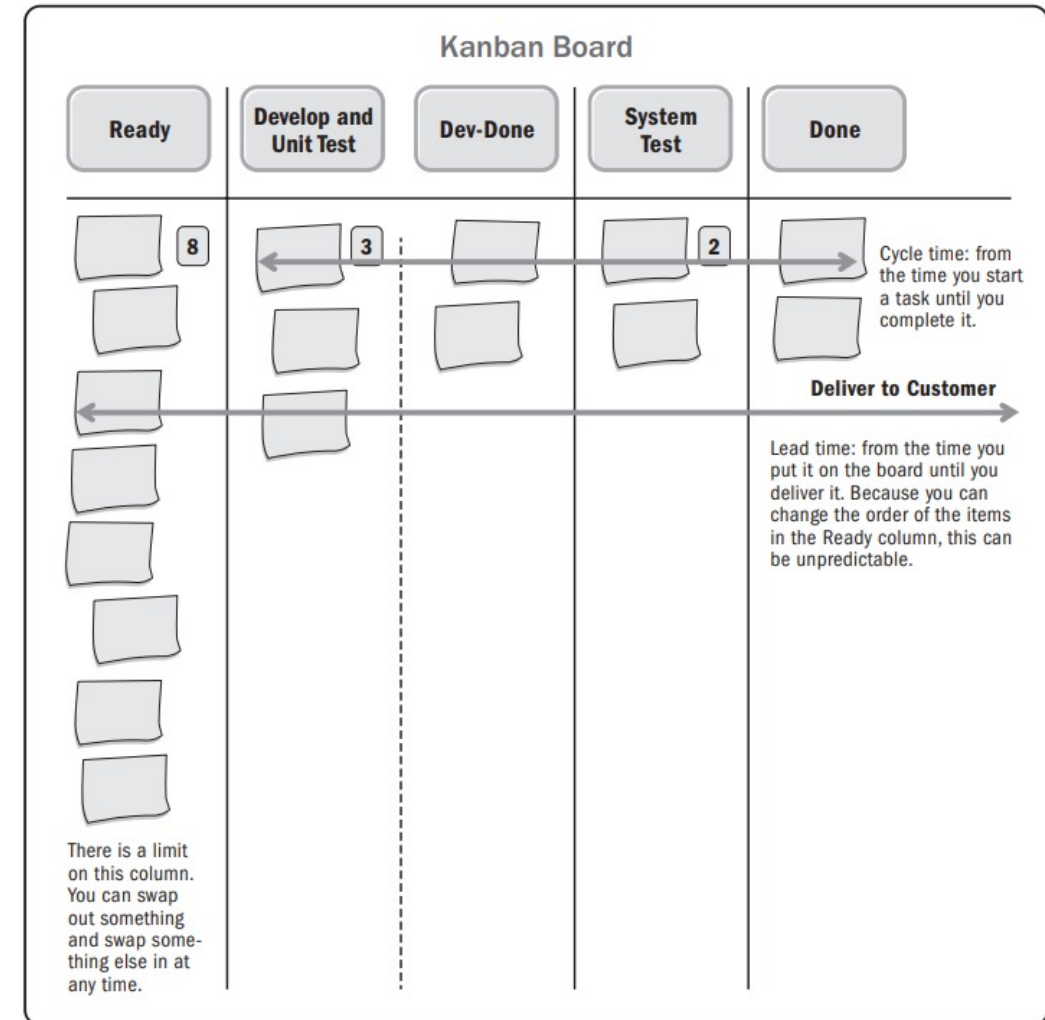 Kanban Board
Ready
Develop and
Unit Test
Dev-Done
System
Test
Done
8
3
2
Cycle time: from
the time you start
a task until you
complete it.
Deliver to Customer
Lead time: from the time you
put it on the board until you
deliver it. Because you can
change the order of the items
in the Ready column, this can
be unpredictable.
There is a limit
on this column.
You can swap
out something
and swap some-
thing else in at
any time.